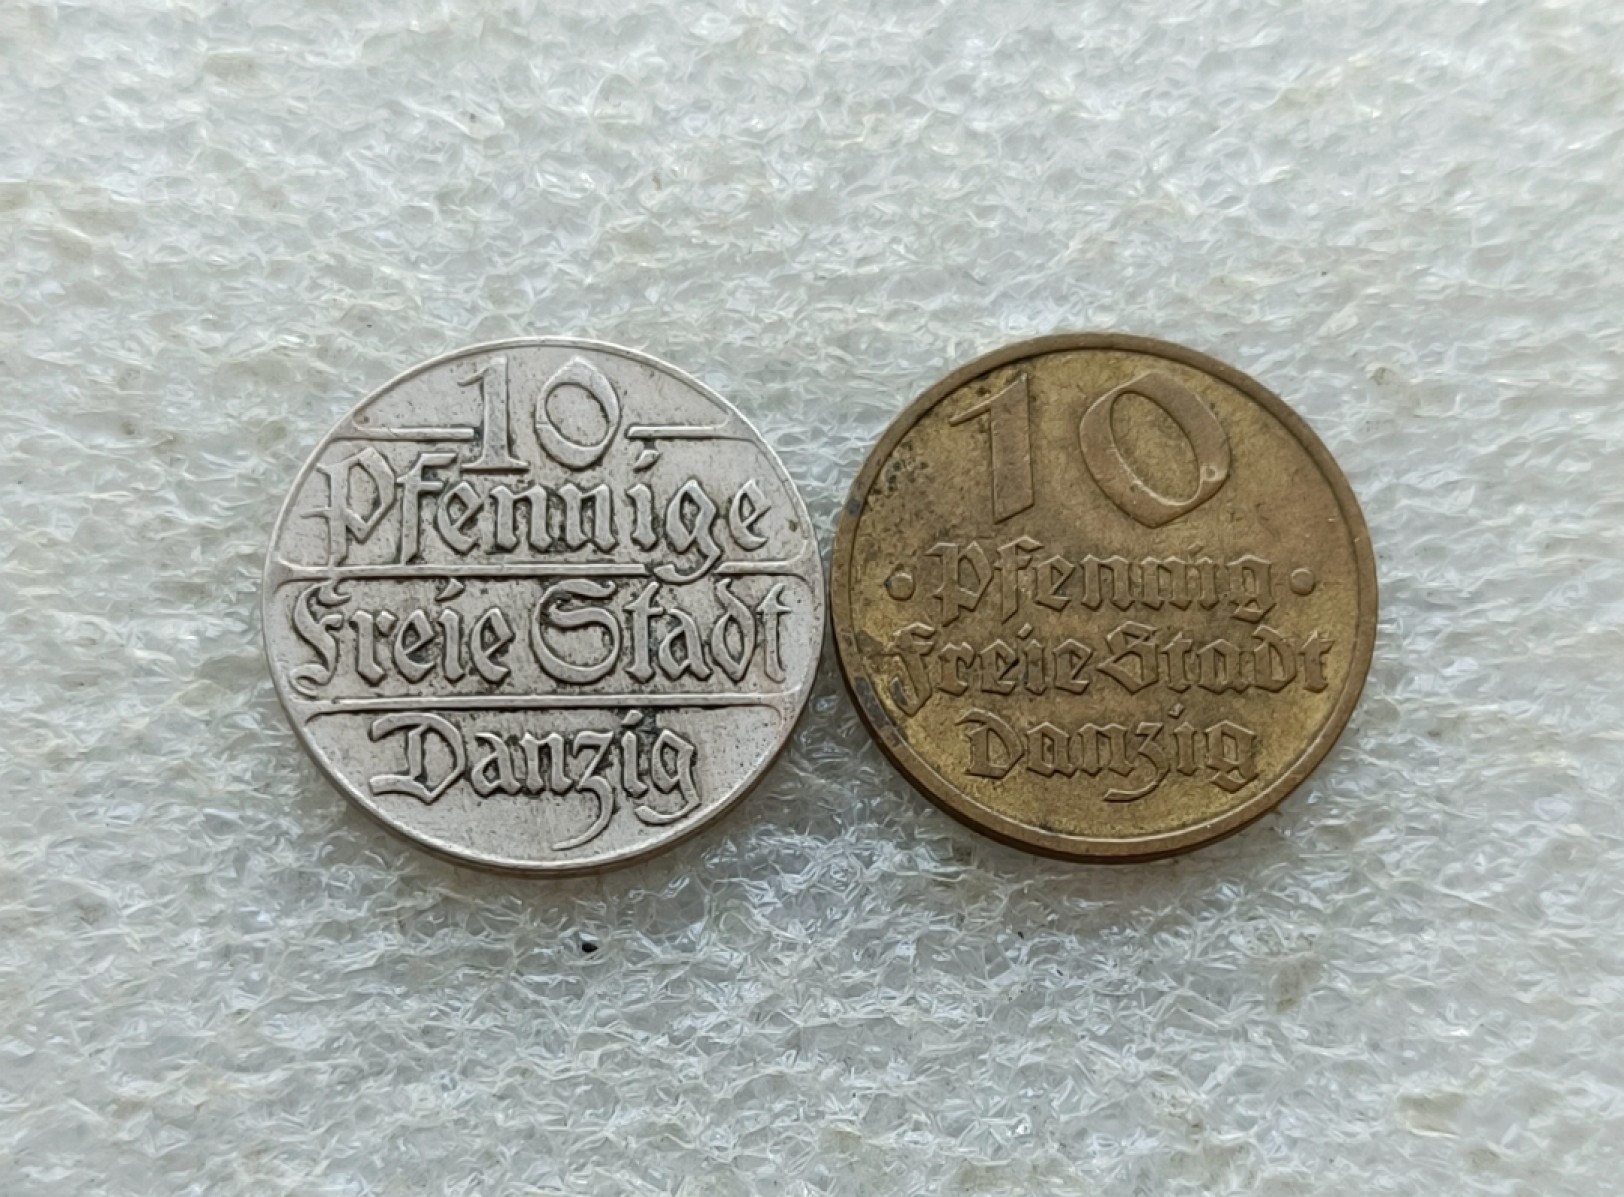 10
Pfennige
Freie Stadt
Danzig
10
· Pfennig ·
Freie Stadt
Danzig